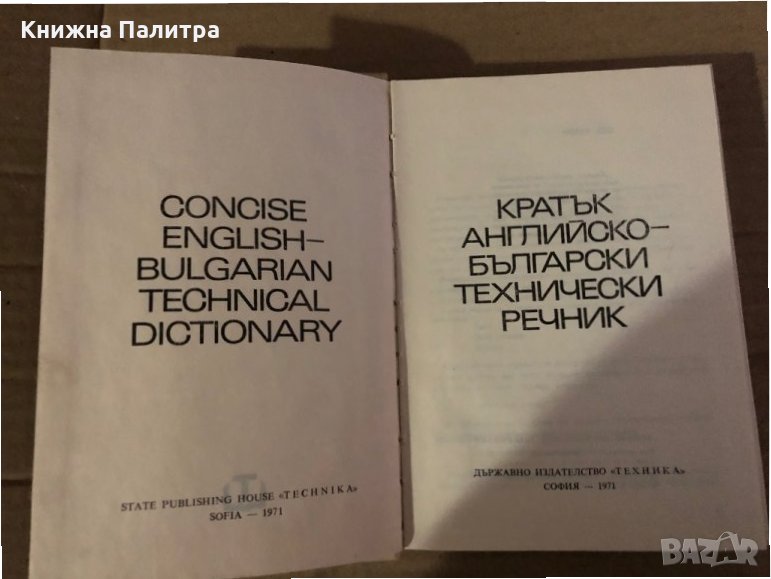 Книжна Палитра
CONCISE
ENGLISH–
BULGARIAN
TECHNICAL
DICTIONARY
STATE PUBLISHING HOUSE «TECHNIKA»
SOFIA — 1971
КРАТЪК
АНГЛИЙСКО–
БЪЛГАРСКИ
ТЕХНИЧЕСКИ
РЕЧНИК
ДЪРЖАВНО ИЗДАТЕЛСТВО «ТЕХНИКА»
СОФИЯ — 1971
BAZAR